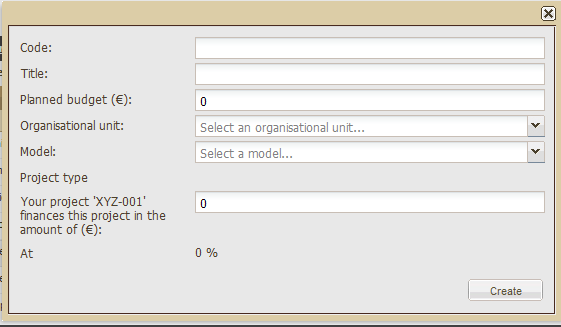 Code:
Title:
Planned budget (€): 0
Organisational unit: Select an organisational unit...
Model: Select a model...
Project type
Your project 'XYZ-001' 0
finances this project in the
amount of (€):
At 0 %
Create